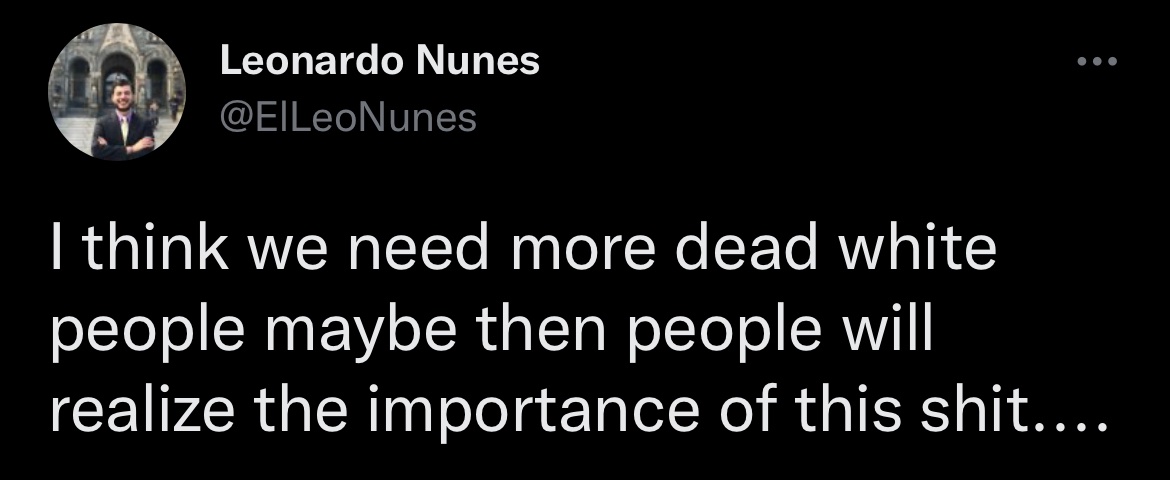 Leonardo Nunes
@ElLeoNunes
I think we need more dead white
people maybe then people will
realize the importance of this shit....